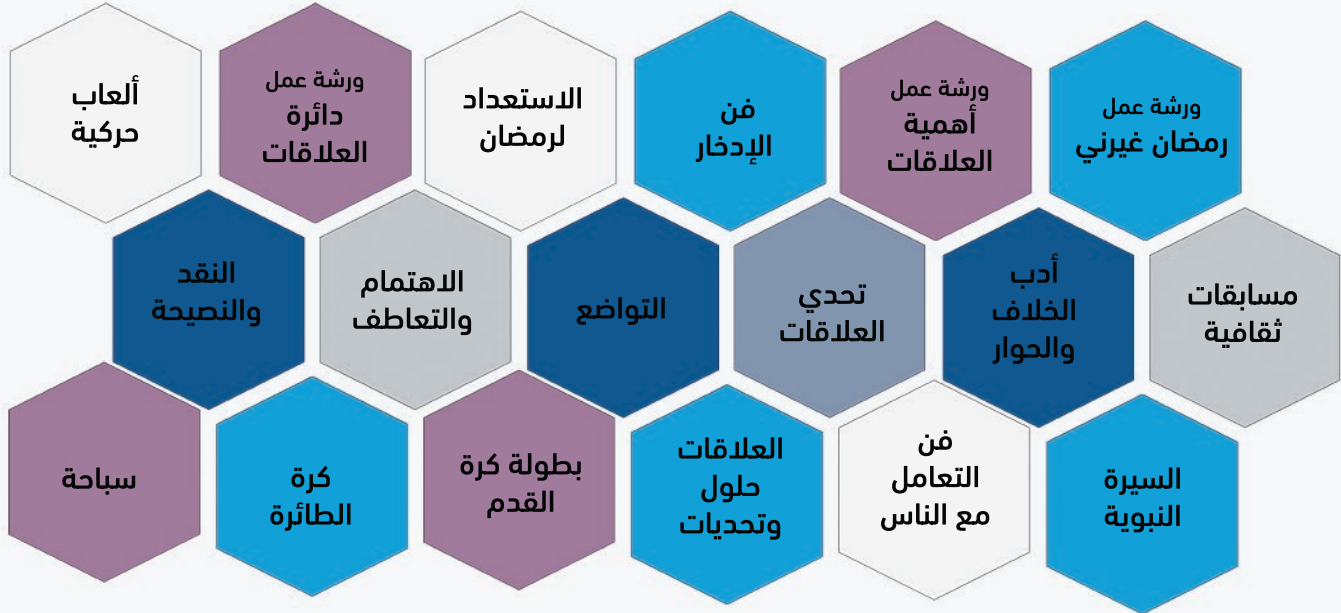 ورشة عمل
رمضان غيرني
ورشة عمل
أهمية
العلاقات
فن
الإدخار
الاستعداد
لرمضان
ورشة عمل
دائرة
العلاقات
ألعاب
حركية
مسابقات
ثقافية
أدب
الخلاف
والحوار
تحدي
العلاقات
التواضع
الاهتمام
والتعاطف
النقد
والنصيحة
السيرة
النبوية
فن
التعامل
مع الناس
العلاقات
حلول
وتحديات
بطولة كرة
القدم
كرة
الطائرة
سباحة